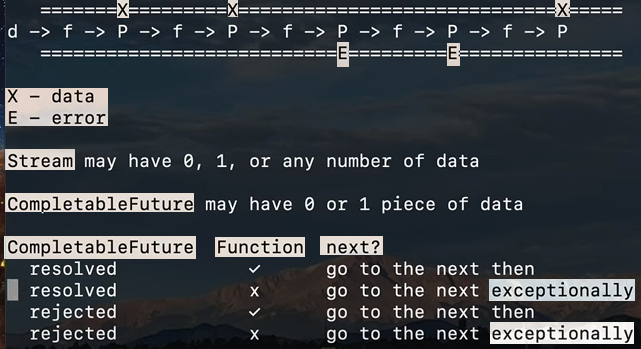 =======X========X=============================X=====
d -> f -> P -> f -> P -> f -> P -> f -> P -> f -> P
===========================E=========E==============
X - data
E - error
Stream may have 0, 1, or any number of data
CompletableFuture may have 0 or 1 piece of data
CompletableFuture Function next?
resolved ✓ go to the next then
resolved x go to the next exceptionally
rejected ✓ go to the next then
rejected x go to the next exceptionally